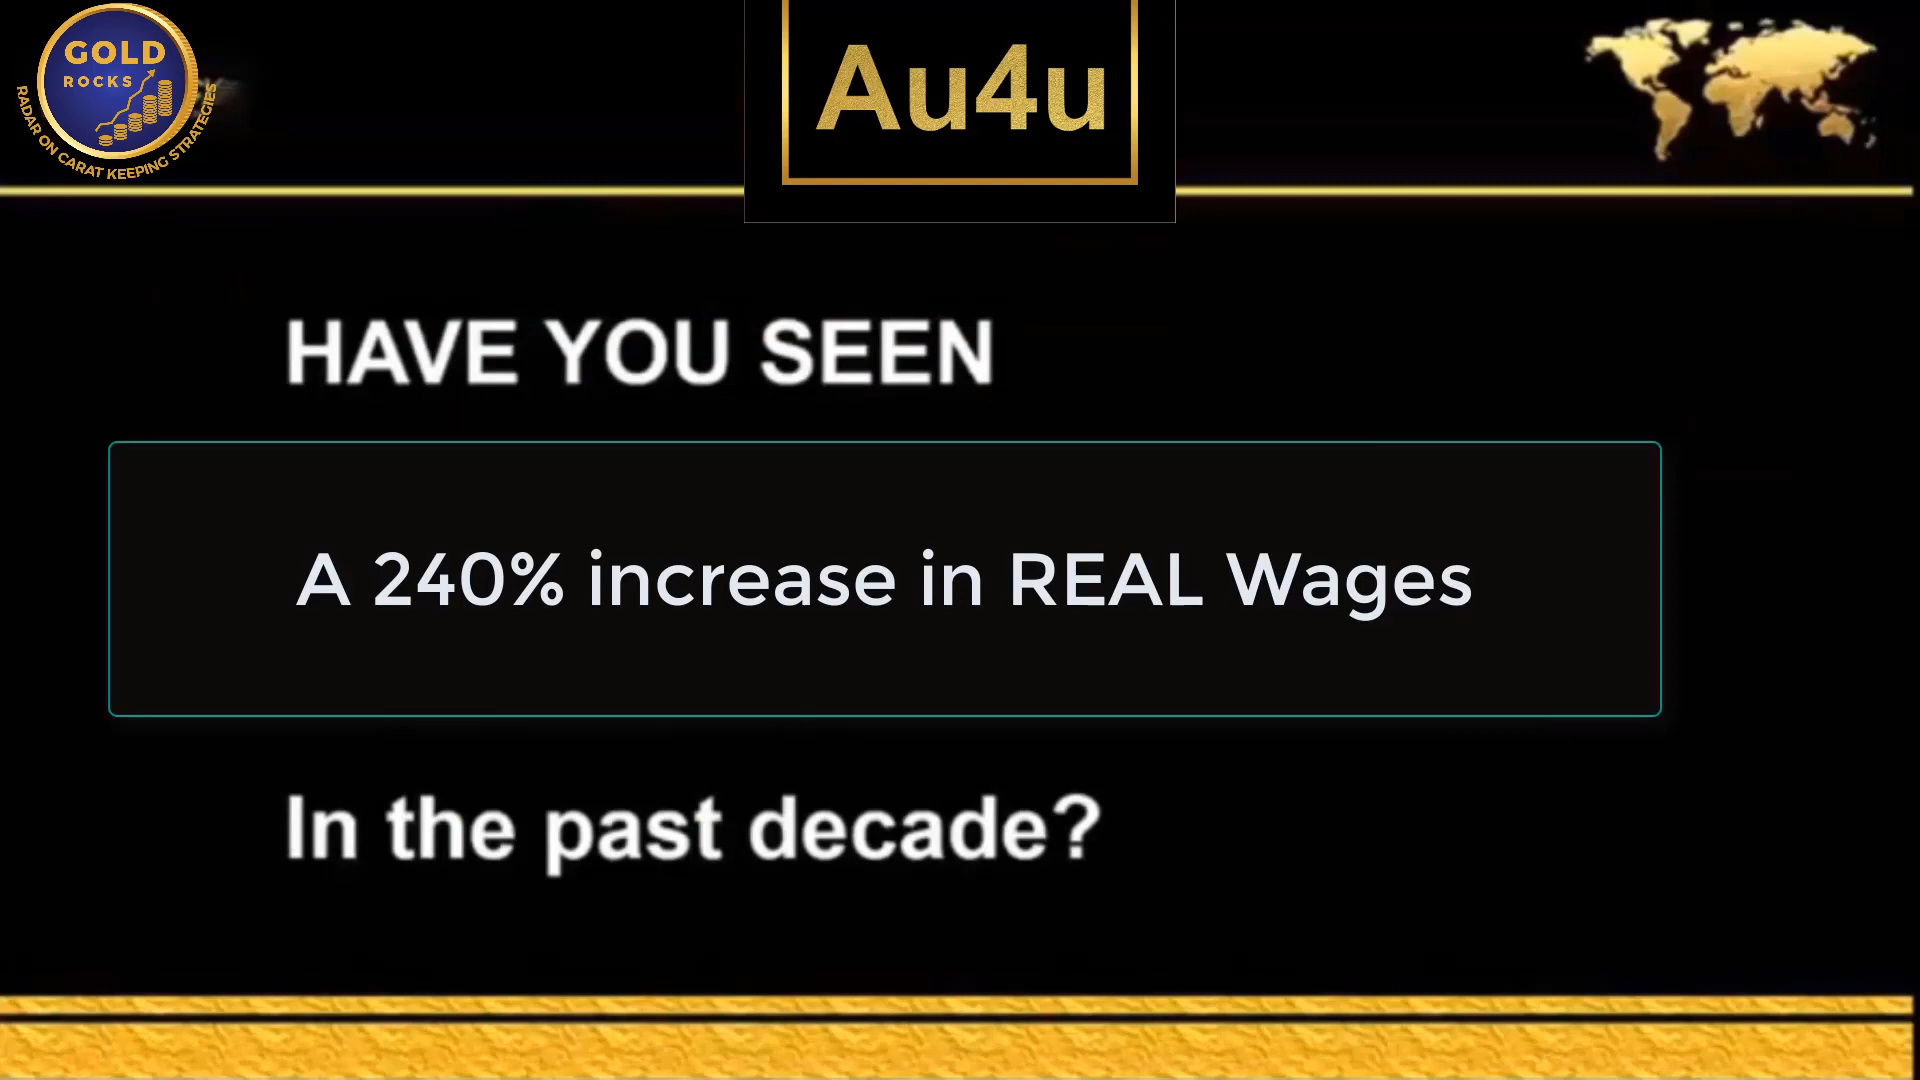 GOLD
ROCKS
RADAR ON CARAT KEEPING STRATEGIES
Au4u
HAVE YOU SEEN
A 240% increase in REAL Wages
In the past decade?